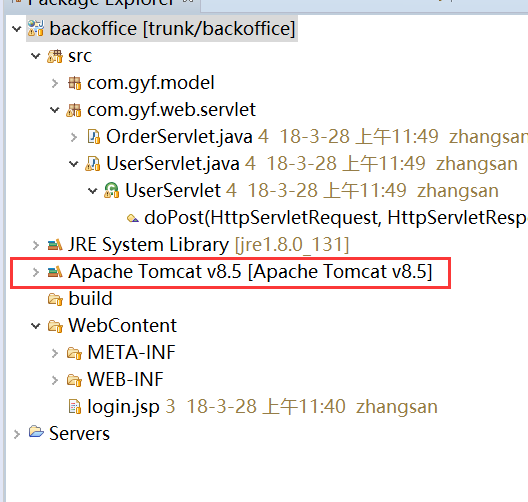 Package Explorer
backoffice [trunk/backoffice]
src
com.gyf.model
com.gyf.web.servlet
OrderServlet.java 4 18-3-28 上午11:49 zhangsan
UserServlet.java 4 18-3-28 上午11:49 zhangsan
UserServlet 4 18-3-28 上午11:49 zhangsan
doPost(HttpServletRequest, HttpServletResp
JRE System Library [jre1.8.0_131]
Apache Tomcat v8.5 [Apache Tomcat v8.5]
build
WebContent
META-INF
WEB-INF
login.jsp 3 18-3-28 上午11:40 zhangsan
Servers